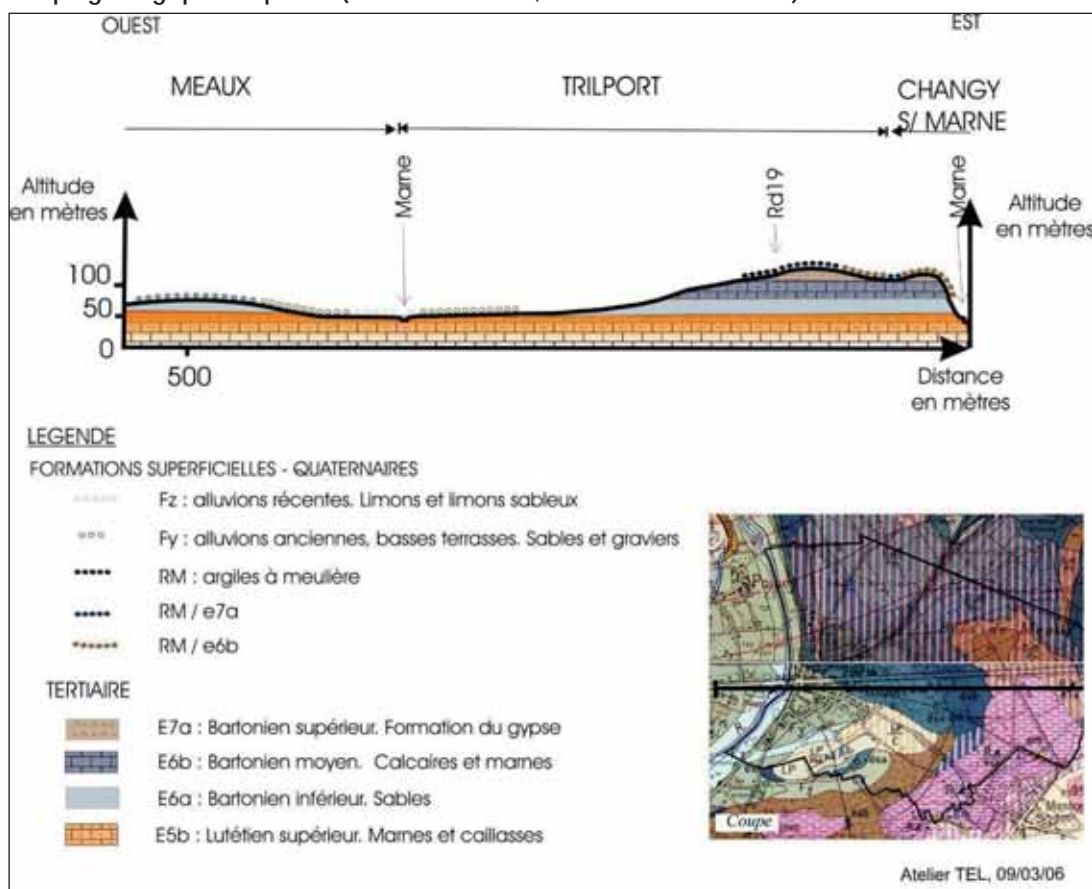 OUEST
EST
MEAUX
TRILPORT
CHANGY
S/ MARNE
Marne
Rd19
Marne
Altitude
en mètres
Altitude
en mètres
100
50
0
500
Distance
en mètres
LEGENDE
FORMATIONS SUPERFICIELLES - QUATERNAIRES
Fz : alluvions récentes. Limons et limons sableux
Fy : alluvions anciennes, basses terrasses. Sables et graviers
RM : argiles à meulière
RM / e7a
RM / e6b
TERTIAIRE
E7a : Bartonien supérieur. Formation du gypse
E6b : Bartonien moyen. Calcaires et marnes
E6a : Bartonien inférieur. Sables
E5b : Lutétien supérieur. Marnes et caillasses
Coupe
Atelier TEL, 09/03/06